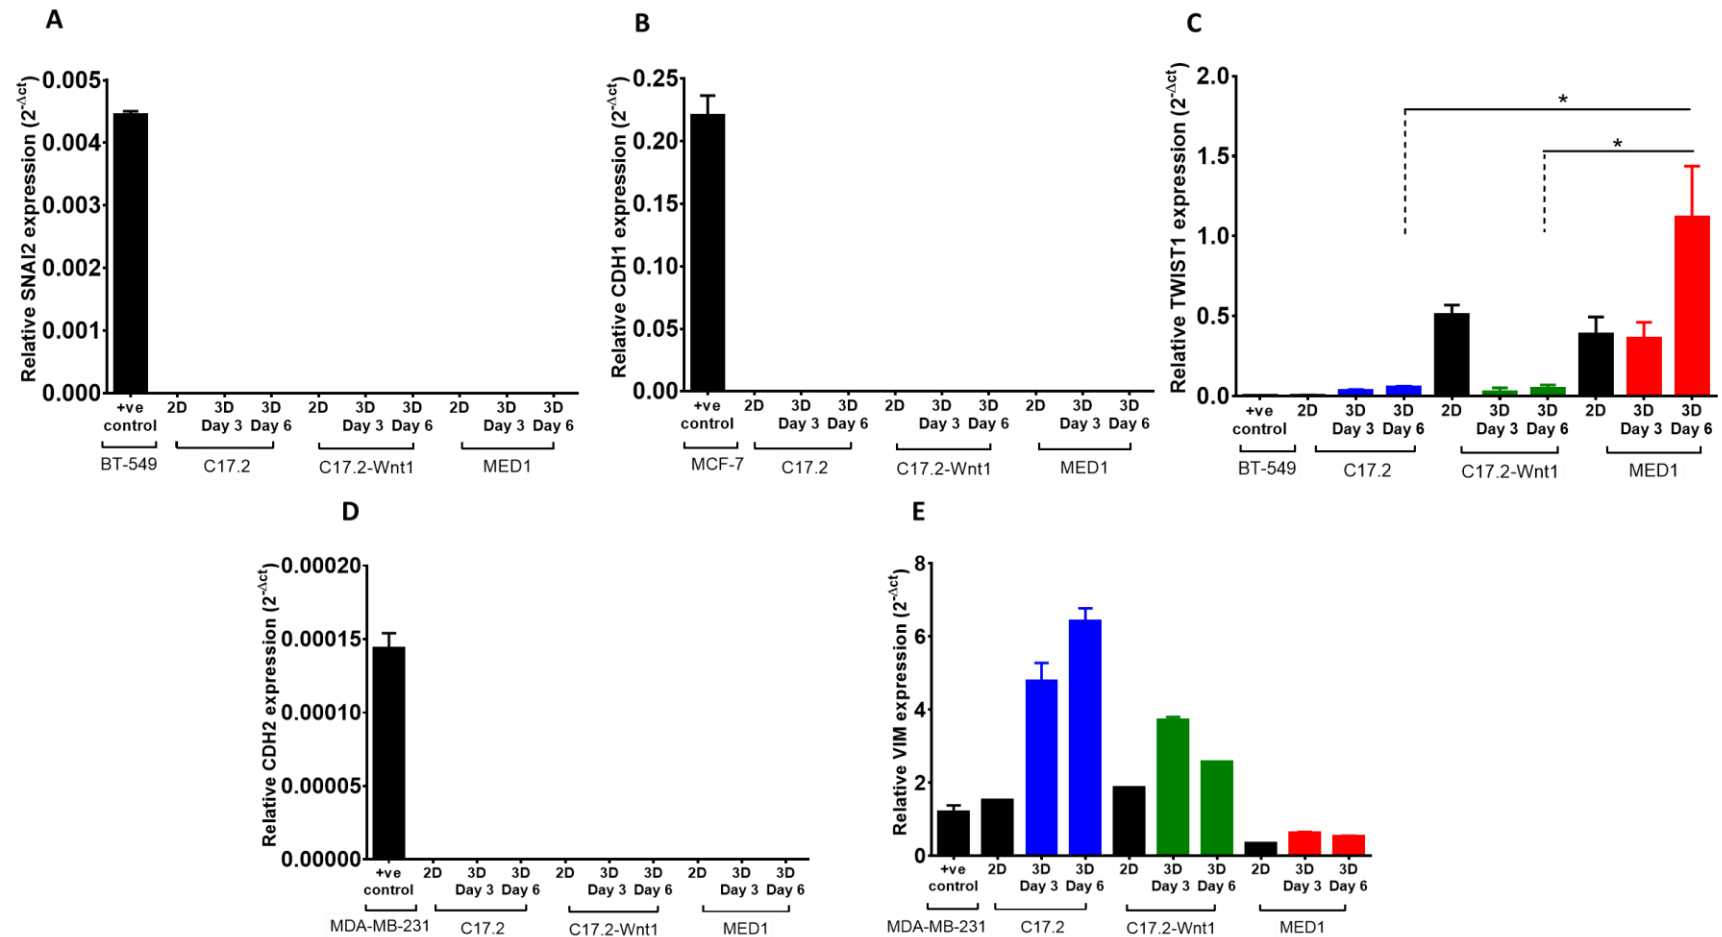 A
Relative SNAI2 expression (2^-Δct)
0.005
0.004
0.003
0.002
0.001
0.000
+ve 2D 3D 3D 2D 3D 3D 2D 3D 3D
control Day 3 Day 6 Day 3 Day 6 Day 3 Day 6
BT-549 C17.2 C17.2-Wnt1 MED1
B
Relative CDH1 expression (2^-Δct)
0.25
0.20
0.15
0.10
0.05
0.00
+ve 2D 3D 3D 2D 3D 3D 2D 3D 3D
control Day 3 Day 6 Day 3 Day 6 Day 3 Day 6
MCF-7 C17.2 C17.2-Wnt1 MED1
C
Relative TWIST1 expression (2^-Δct)
2.0
1.5
1.0
0.5
0.0
*
*
+ve 2D 3D 3D 2D 3D 3D 2D 3D 3D
control Day 3 Day 6 Day 3 Day 6 Day 3 Day 6
BT-549 C17.2 C17.2-Wnt1 MED1
D
Relative CDH2 expression (2^-Δct)
0.00020
0.00015
0.00010
0.00005
0.00000
+ve 2D 3D 3D 2D 3D 3D 2D 3D 3D
control Day 3 Day 6 Day 3 Day 6 Day 3 Day 6
MDA-MB-231 C17.2 C17.2-Wnt1 MED1
E
Relative VIM expression (2^-Δct)
8
6
4
2
0
+ve 2D 3D 3D 2D 3D 3D 2D 3D 3D
control Day 3 Day 6 Day 3 Day 6 Day 3 Day 6
MDA-MB-231 C17.2 C17.2-Wnt1 MED1